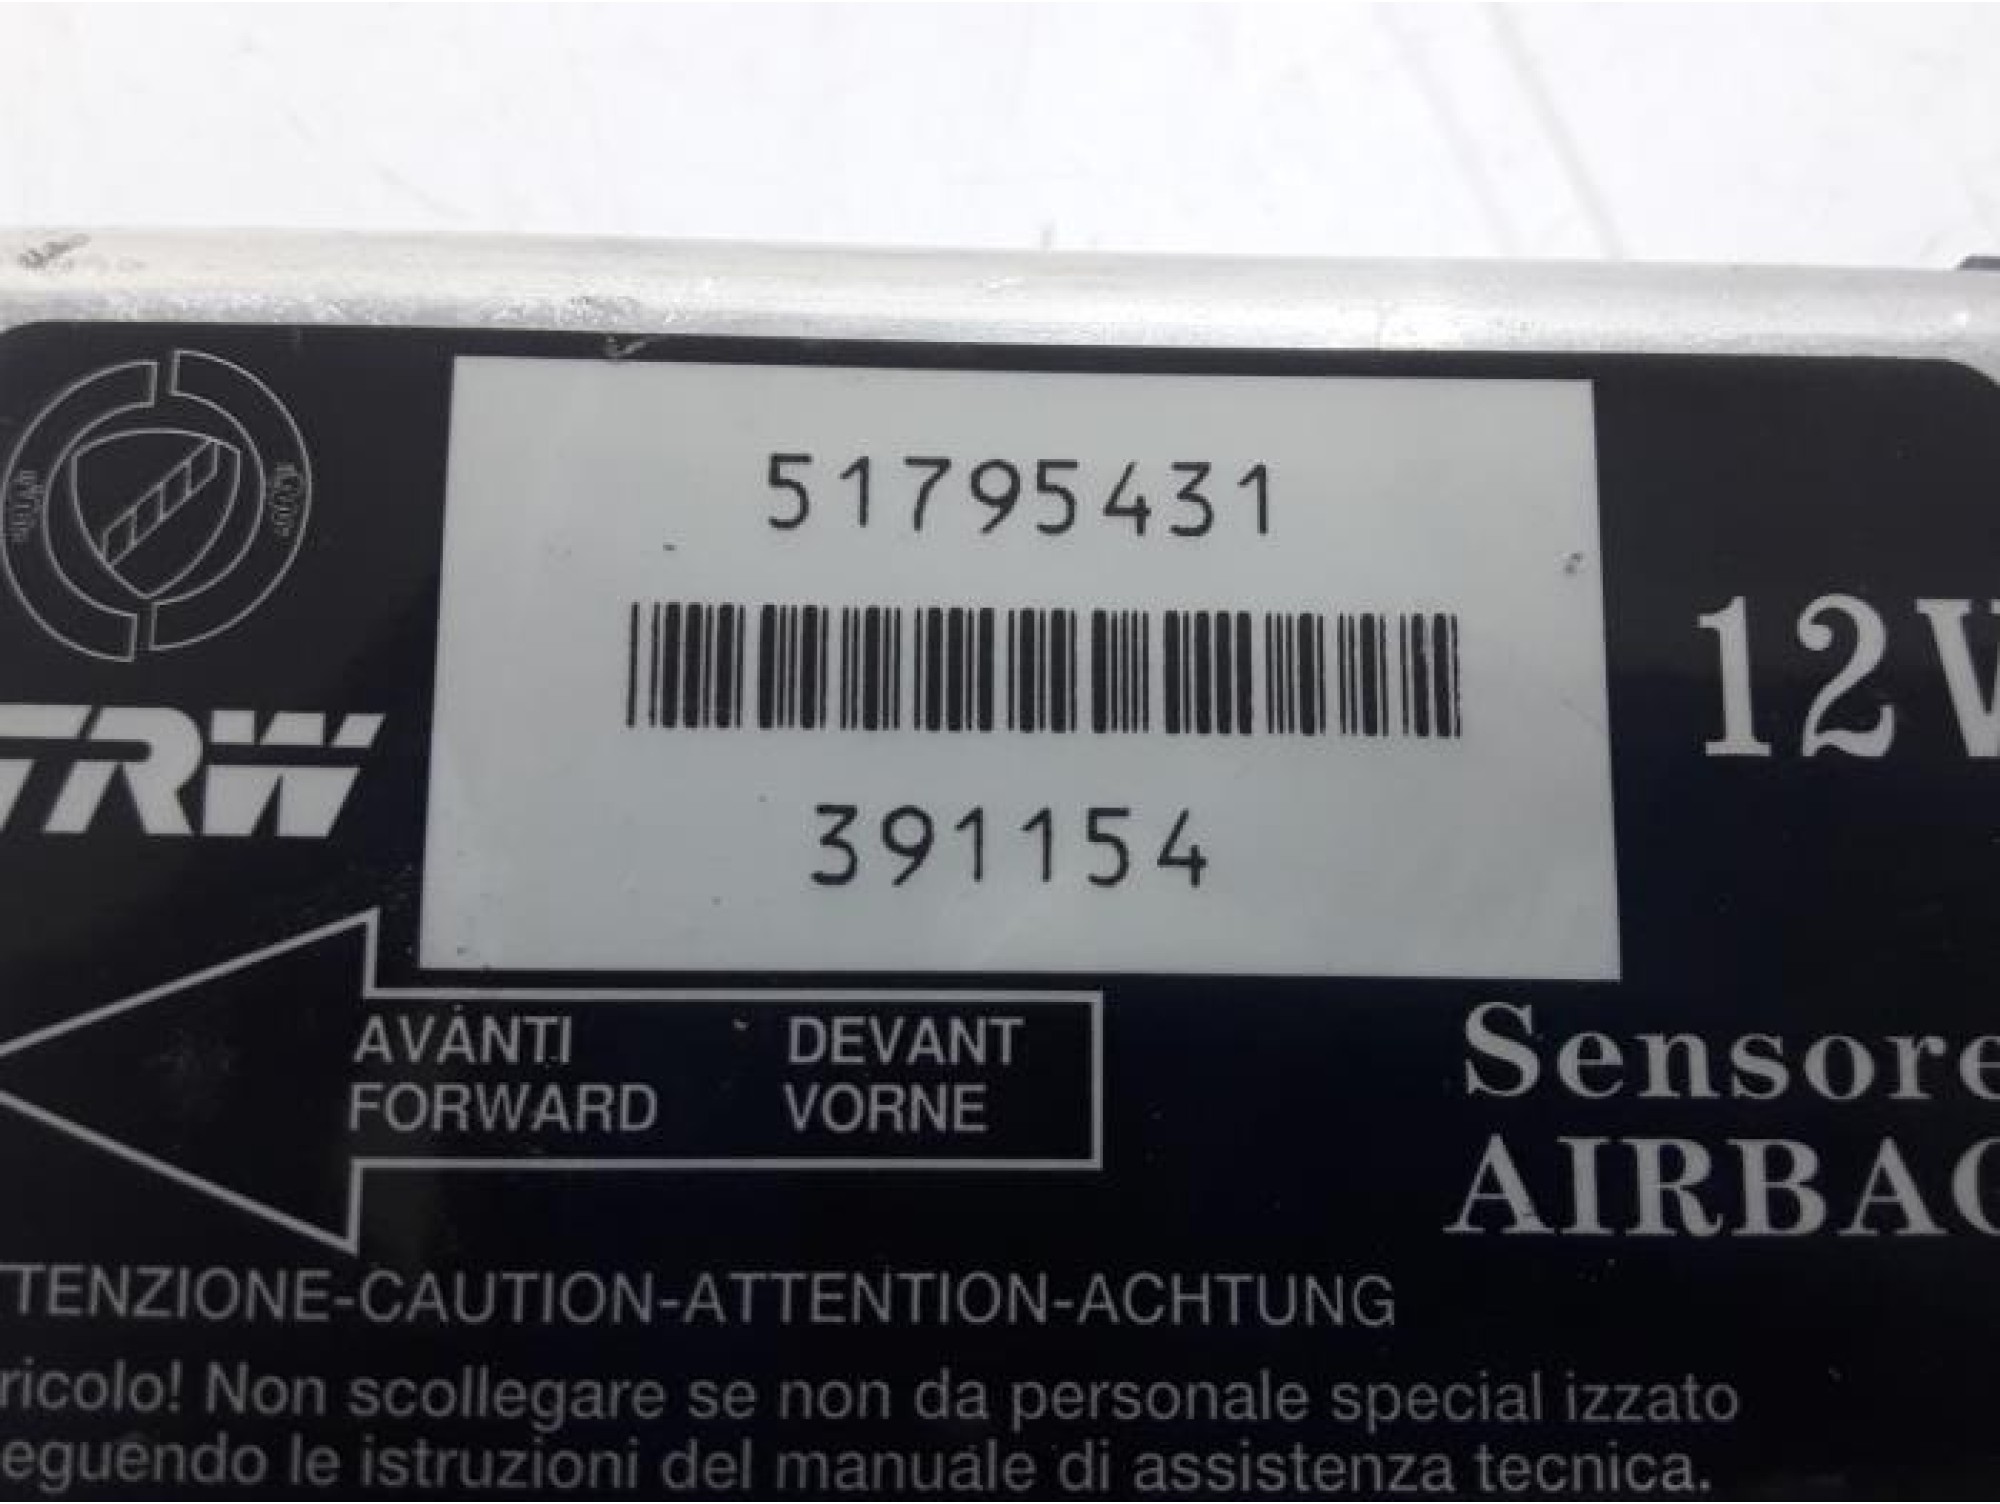 51795431
12V
TRW
391154
AVANTI DEVANT
FORWARD VORNE
Sensore
AIRBAG
TTENZIONE-CAUTION-ATTENTION-ACHTUNG
ricolo! Non scollegare se non da personale special izzato
eguendo le istruzioni del manuale di assistenza tecnica.